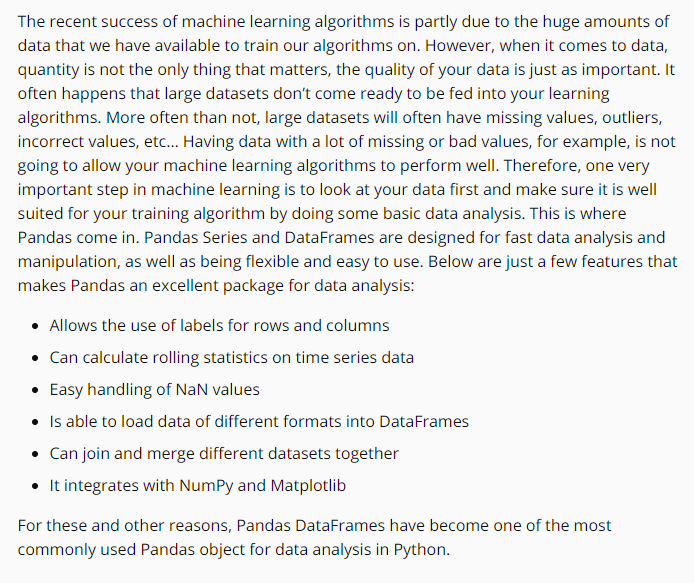 The recent success of machine learning algorithms is partly due to the huge amounts of
data that we have available to train our algorithms on. However, when it comes to data,
quantity is not the only thing that matters, the quality of your data is just as important. It
often happens that large datasets don’t come ready to be fed into your learning
algorithms. More often than not, large datasets will often have missing values, outliers,
incorrect values, etc... Having data with a lot of missing or bad values, for example, is not
going to allow your machine learning algorithms to perform well. Therefore, one very
important step in machine learning is to look at your data first and make sure it is well
suited for your training algorithm by doing some basic data analysis. This is where
Pandas come in. Pandas Series and DataFrames are designed for fast data analysis and
manipulation, as well as being flexible and easy to use. Below are just a few features that
makes Pandas an excellent package for data analysis:
• Allows the use of labels for rows and columns
• Can calculate rolling statistics on time series data
• Easy handling of NaN values
• Is able to load data of different formats into DataFrames
• Can join and merge different datasets together
• It integrates with NumPy and Matplotlib
For these and other reasons, Pandas DataFrames have become one of the most
commonly used Pandas object for data analysis in Python.